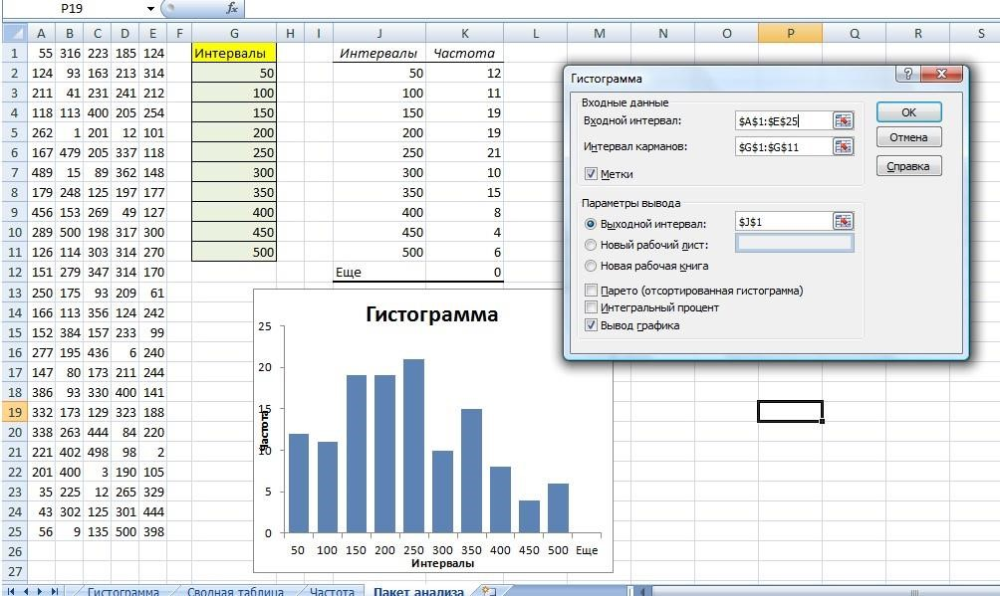 P19 fx
A B C D E F G H I J K L M N O P Q R S
1 55 316 223 185 124 Интервалы Интервалы Частота
2 124 93 163 213 314 50 50 12
3 211 41 231 241 212 100 100 11
4 118 113 400 205 254 150 150 19
5 262 1 201 12 101 200 200 19
6 167 479 205 337 118 250 250 21
7 489 15 89 362 148 300 300 10
8 179 248 125 197 177 350 350 15
9 456 153 269 49 127 400 400 8
10 289 500 198 317 300 450 450 4
11 126 114 303 314 270 500 500 6
12 151 279 347 314 170 Еще 0
13 250 175 93 209 61
14 166 113 356 124 242
15 152 384 157 233 99
16 277 195 436 6 240
17 147 80 173 211 244
18 386 93 330 400 141
19 332 173 129 323 188
20 338 263 444 84 220
21 221 402 498 98 2
22 201 400 3 190 105
23 35 225 12 265 329
24 43 302 125 301 444
25 56 9 135 500 398
26
27
Гистограмма
25
20
15
10
5
0
Частота
50 100 150 200 250 300 350 400 450 500 Еще
Интервалы
Гистограмма
Входные данные
Входной интервал: $A$1:$E$25
Интервал карманов: $G$1:$G$11
Метки
ОК
Отмена
Справка
Параметры вывода
Выходной интервал: $J$1
Новый рабочий лист:
Новая рабочая книга
Парето (отсортированная гистограмма)
Интегральный процент
Вывод графика
Гистограмма Сводная таблица Частота Пакет анализа